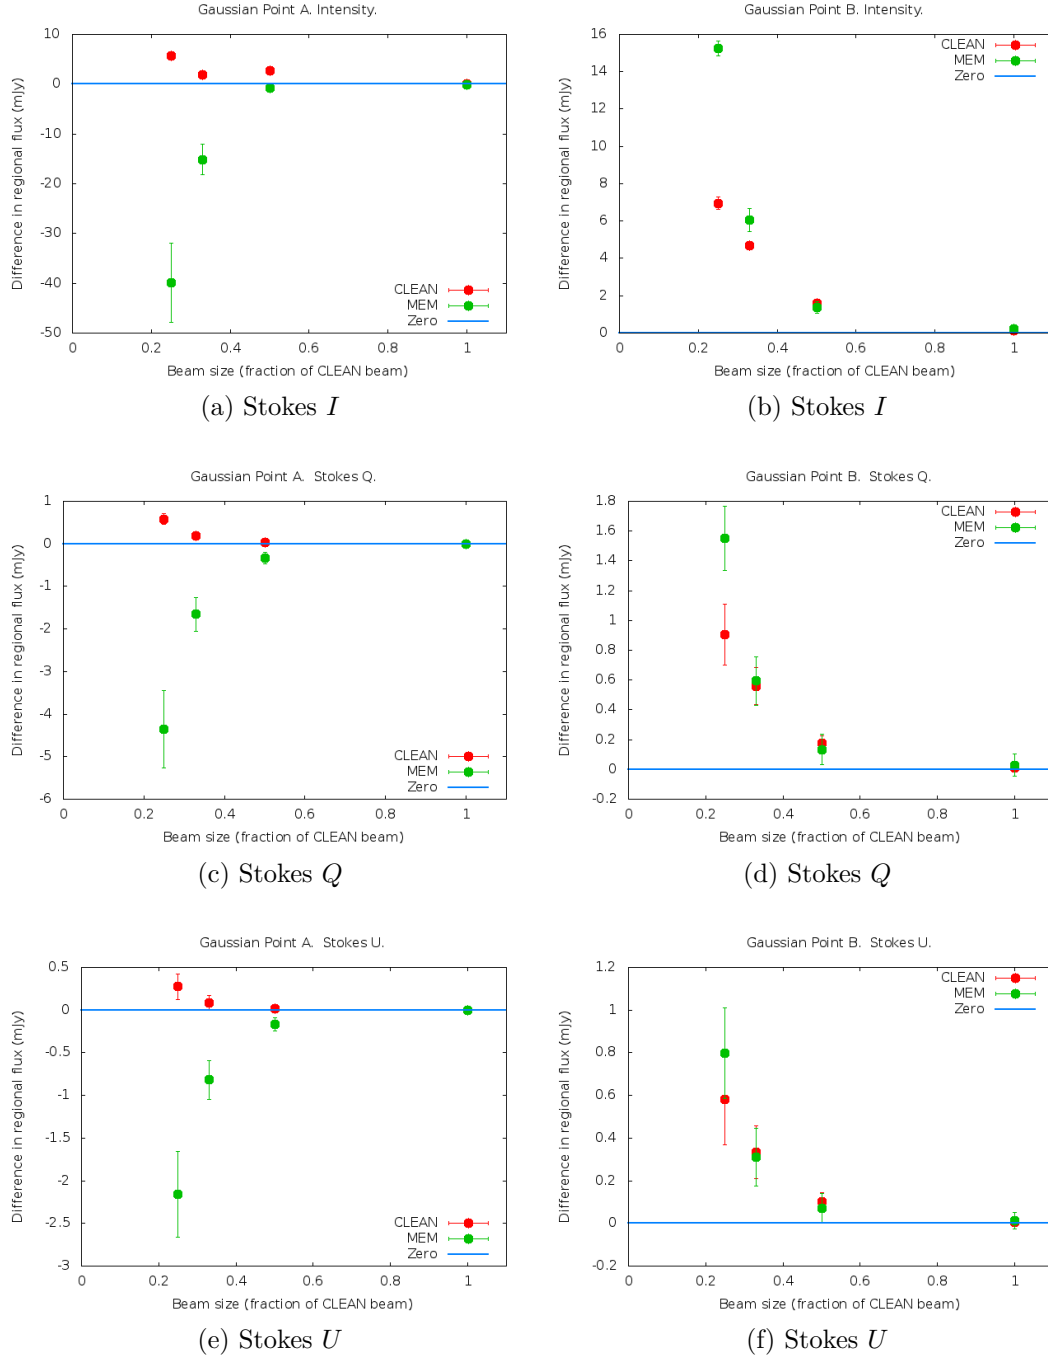 Gaussian Point A. Intensity.
Difference in regional flux (mJy)
10
0
-10
-20
-30
-40
-50
0 0.2 0.4 0.6 0.8 1
Beam size (fraction of CLEAN beam)
CLEAN
MEM
Zero
(a) Stokes I
Gaussian Point B. Intensity.
Difference in regional flux (mJy)
16
14
12
10
8
6
4
2
0
0 0.2 0.4 0.6 0.8 1
Beam size (fraction of CLEAN beam)
CLEAN
MEM
Zero
(b) Stokes I
Gaussian Point A. Stokes Q.
Difference in regional flux (mJy)
1
0
-1
-2
-3
-4
-5
-6
0 0.2 0.4 0.6 0.8 1
Beam size (fraction of CLEAN beam)
CLEAN
MEM
Zero
(c) Stokes Q
Gaussian Point B. Stokes Q.
Difference in regional flux (mJy)
1.8
1.6
1.4
1.2
1
0.8
0.6
0.4
0.2
0
-0.2
0 0.2 0.4 0.6 0.8 1
Beam size (fraction of CLEAN beam)
CLEAN
MEM
Zero
(d) Stokes Q
Gaussian Point A. Stokes U.
Difference in regional flux (mJy)
0.5
0
-0.5
-1
-1.5
-2
-2.5
-3
0 0.2 0.4 0.6 0.8 1
Beam size (fraction of CLEAN beam)
CLEAN
MEM
Zero
(e) Stokes U
Gaussian Point B. Stokes U.
Difference in regional flux (mJy)
1.2
1
0.8
0.6
0.4
0.2
0
-0.2
0 0.2 0.4 0.6 0.8 1
Beam size (fraction of CLEAN beam)
CLEAN
MEM
Zero
(f) Stokes U